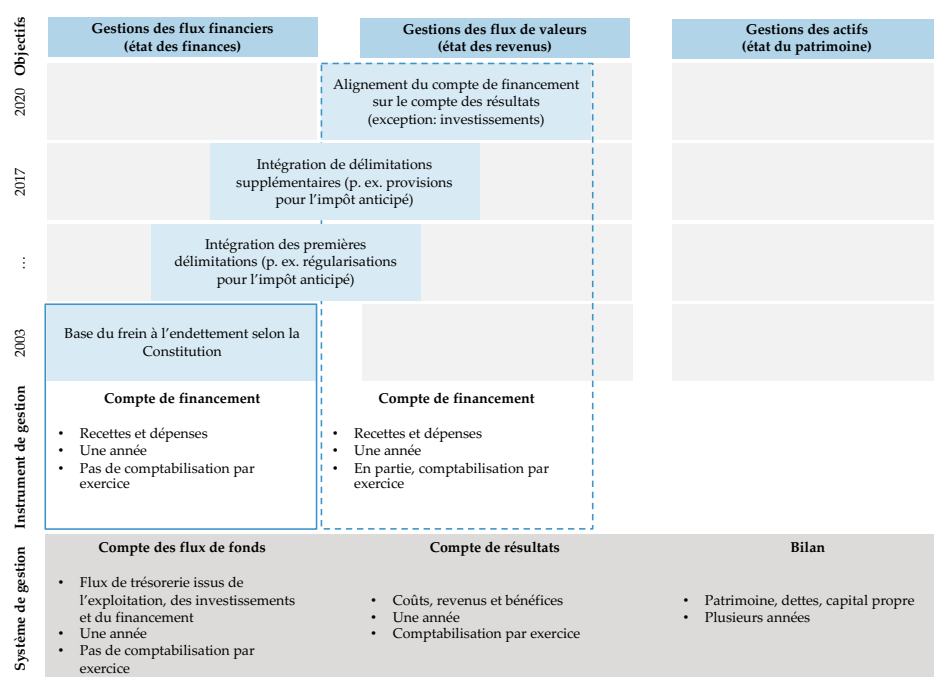 Objectifs
Gestions des flux financiers
(état des finances)
Gestions des flux de valeurs
(état des revenus)
Gestions des actifs
(état du patrimoine)
2020
Alignement du compte de financement
sur le compte des résultats
(exception: investissements)
2017
Intégration de délimitations
supplémentaires (p. ex. provisions
pour l’impôt anticipé)
…
Intégration des premières
délimitations (p. ex. régularisations
pour l’impôt anticipé)
2003
Base du frein à l’endettement selon la
Constitution
Instrument de gestion
Compte de financement
• Recettes et dépenses
• Une année
• Pas de comptabilisation par
exercice
Compte de financement
• Recettes et dépenses
• Une année
• En partie, comptabilisation par
exercice
Système de gestion
Compte des flux de fonds
• Flux de trésorerie issus de
l’exploitation, des investissements
et du financement
• Une année
• Pas de comptabilisation par
exercice
Compte de résultats
• Coûts, revenus et bénéfices
• Une année
• Comptabilisation par exercice
Bilan
• Patrimoine, dettes, capital propre
• Plusieurs années